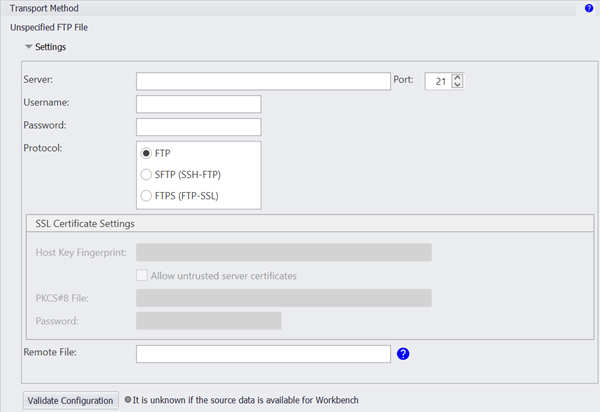 Transport Method ?
Unspecified FTP File
Settings
Server: Port: 21
Username:
Password:
Protocol:
FTP
SFTP (SSH-FTP)
FTPS (FTP-SSL)
SSL Certificate Settings
Host Key Fingerprint:
Allow untrusted server certificates
PKCS#8 File:
Password:
Remote File: ?
Validate Configuration It is unknown if the source data is available for Workbench